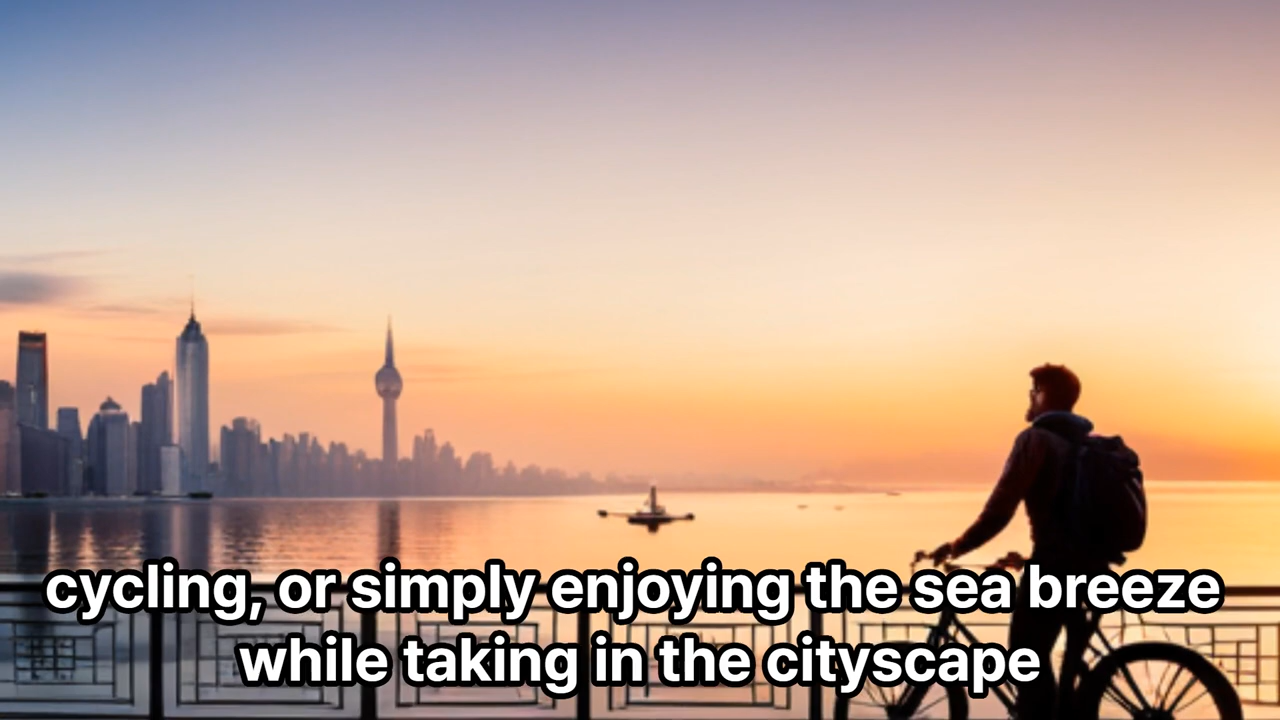 cycling, or simply enjoying the sea breeze
while taking in the cityscape